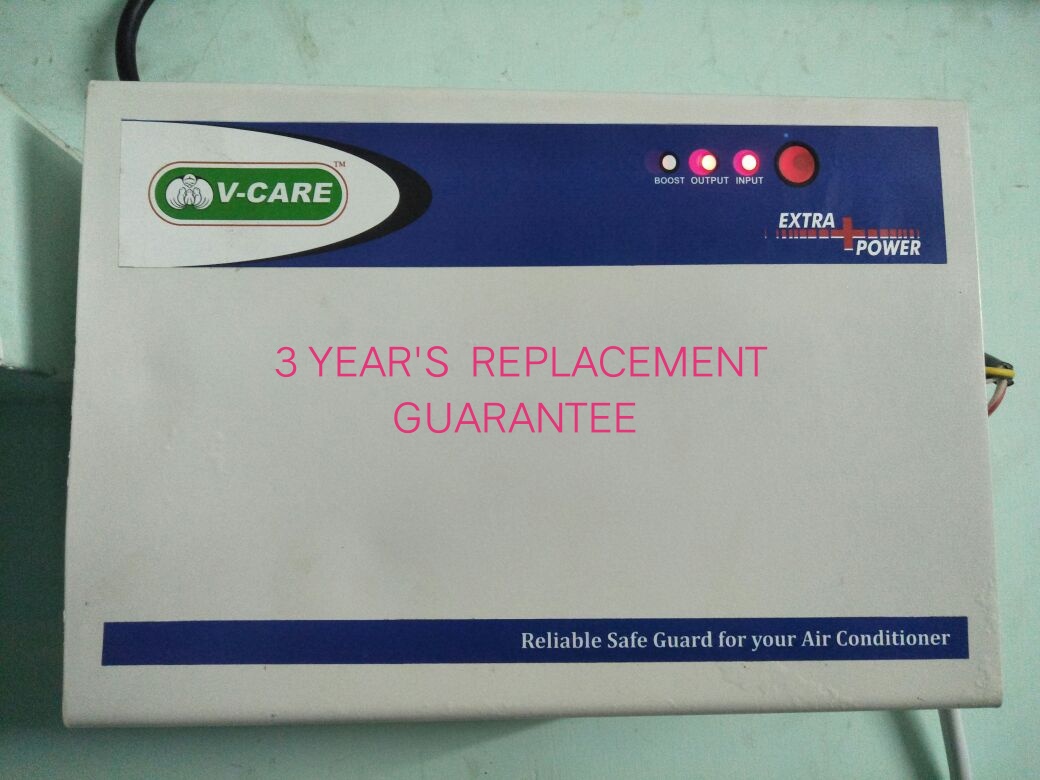 V-CARE TM
BOOST OUTPUT INPUT
EXTRA
POWER
3 YEAR'S REPLACEMENT
GUARANTEE
Reliable Safe Guard for your Air Conditioner